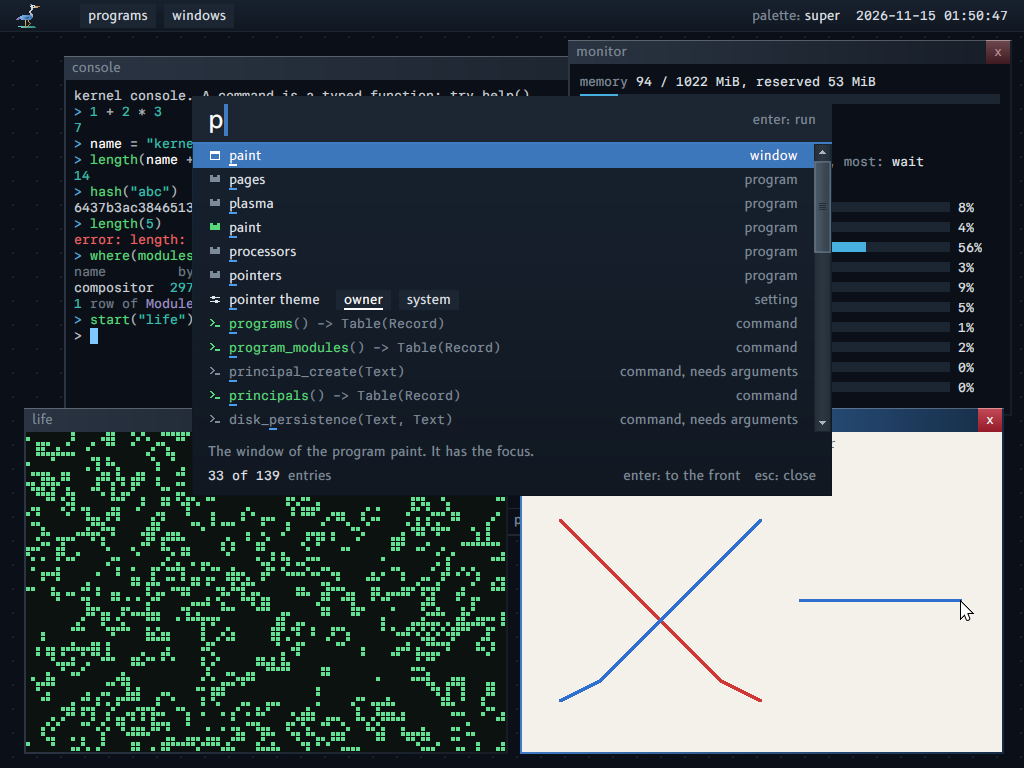 programs windows palette: super 2026-11-15 01:50:47
console
monitor x
memory 94 / 1022 MiB, reserved 53 MiB
kernel console. A command is a typed function: try help()
> 1 + 2 * 3
7
> name = "kerne
> length(name +
14
> hash("abc")
6437b3ac3846513
> length(5)
error: length:
> where(modules
name by
compositor 297
1 row of Module
> start("life")
>
p enter: run
paint window
pages program
plasma program
paint program
processors program
pointers program
pointer theme owner system setting
programs() -> Table(Record) command
program_modules() -> Table(Record) command
principal_create(Text) command, needs arguments
principals() -> Table(Record) command
disk_persistence(Text, Text) command, needs arguments
The window of the program paint. It has the focus.
33 of 139 entries enter: to the front esc: close
, most: wait
8%
4%
56%
3%
9%
5%
1%
2%
0%
0%
life
x